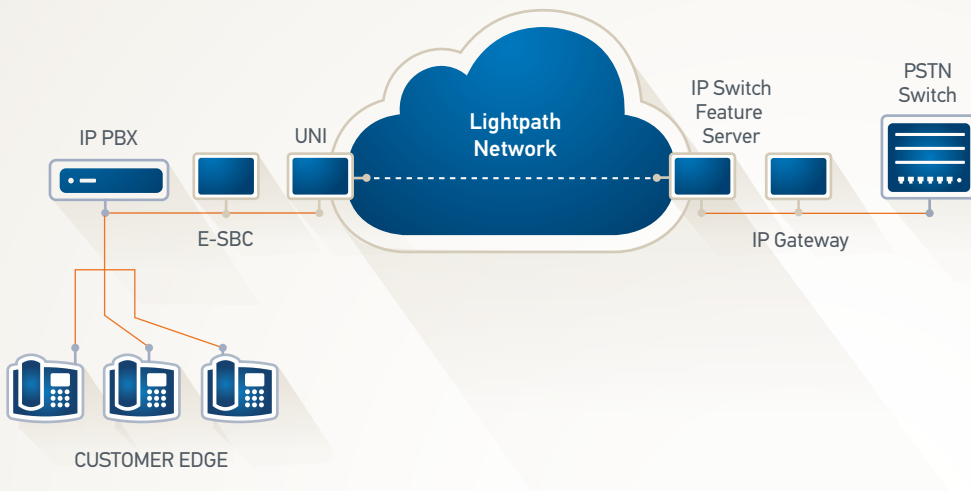 IP PBX
E-SBC
UNI
Lightpath
Network
IP Switch
Feature
Server
IP Gateway
PSTN
Switch
CUSTOMER EDGE